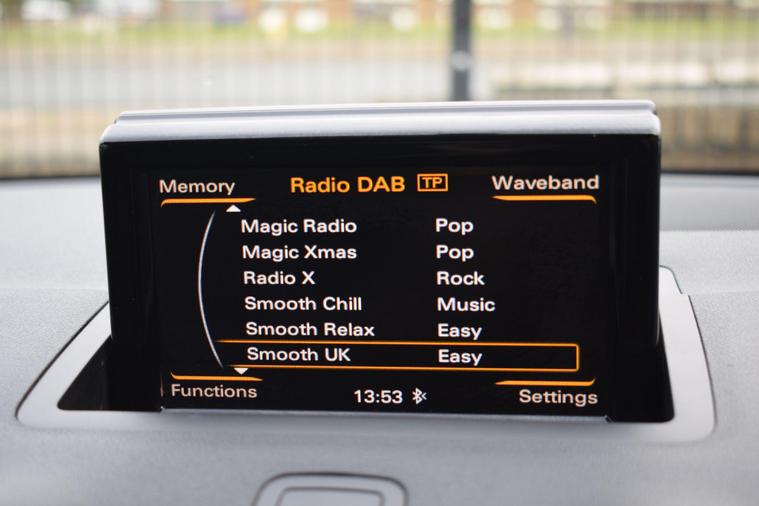 Memory Radio DAB TP Waveband
Magic Radio Pop
Magic Xmas Pop
Radio X Rock
Smooth Chill Music
Smooth Relax Easy
Smooth UK Easy
Functions 13:53 Settings